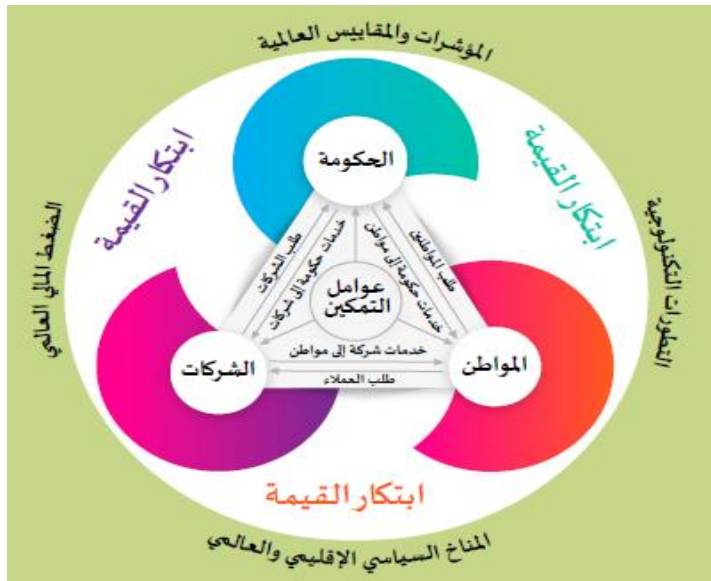 المؤشرات والمقاييس العالمية
ابتكار القيمة
ابتكار القيمة
الحكومة
الضغط المالي العالمي
التطورات التكنولوجية
طلب الشركات
خدمات حكومة إلى شركات
خدمات حكومة إلى مواطن
طلب المواطنين
عوامل
التمكين
خدمات شركة إلى مواطن
طلب العملاء
الشركات
المواطن
ابتكار القيمة
المناخ السياسي الإقليمي والعالمي